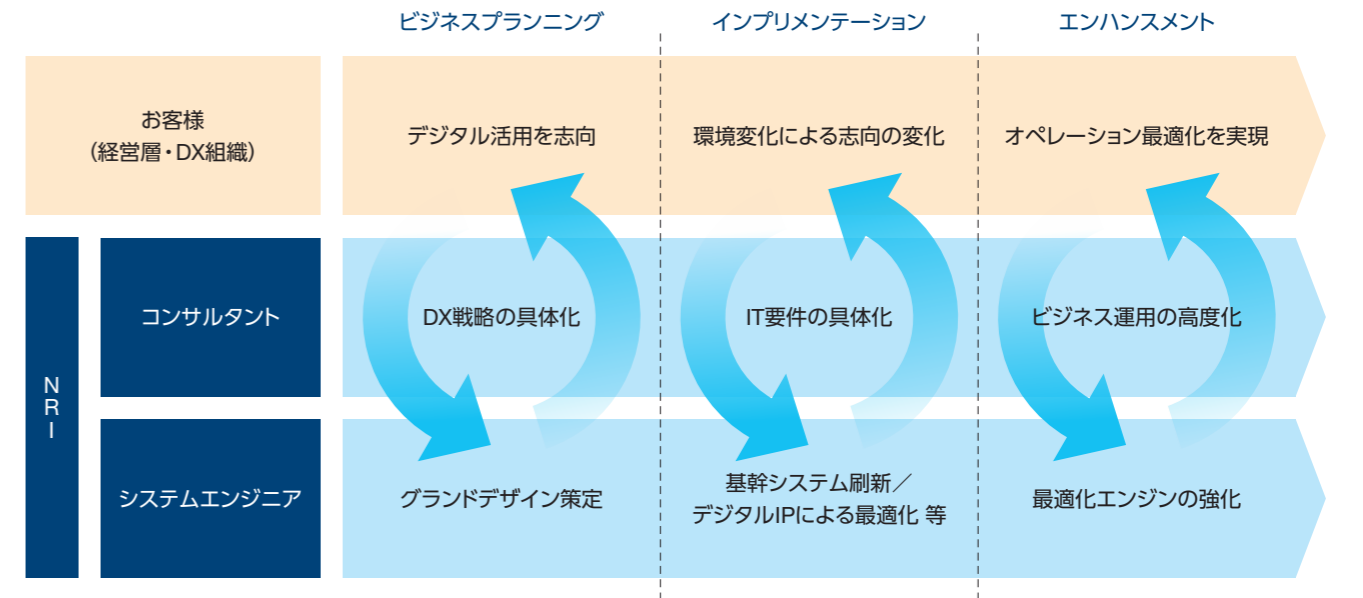 ビジネスプランニング
インプリメンテーション
エンハンスメント
お客様
（経営層・DX組織）
デジタル活用を志向
環境変化による志向の変化
オペレーション最適化を実現
NRI
コンサルタント
DX戦略の具体化
IT要件の具体化
ビジネス運用の高度化
システムエンジニア
グランドデザイン策定
基幹システム刷新／
デジタルIPによる最適化 等
最適化エンジンの強化